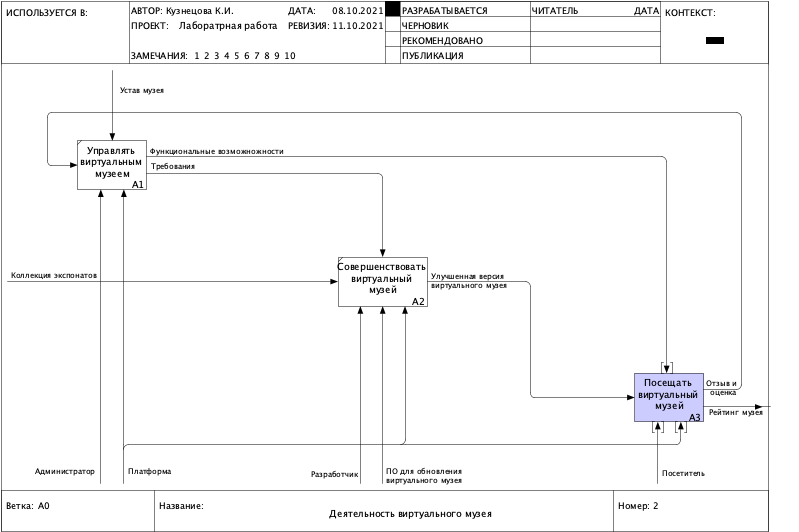 ИСПОЛЬЗУЕТСЯ В:
АВТОР: Кузнецова К.И.
ДАТА: 08.10.2021
ПРОЕКТ: Лаборатрная работа
РЕВИЗИЯ: 11.10.2021
ЗАМЕЧАНИЯ: 1 2 3 4 5 6 7 8 9 10
РАЗРАБАТЫВАЕТСЯ
ЧЕРНОВИК
РЕКОМЕНДОВАНО
ПУБЛИКАЦИЯ
ЧИТАТЕЛЬ ДАТА
КОНТЕКСТ:
Устав музея
Управлять
виртуальным
музеем
A1
Функциональные возможножности
Требования
Коллекция экспонатов
Совершенствовать
виртуальный
музей
A2
Улучшенная версия
виртуального музея
Посещать
виртуальный
музей
A3
Отзыв и
оценка
Рейтинг музея
Администратор
Платформа
Разработчик
ПО для обновления
виртуального музея
Посетитель
Ветка: A0
Название:
Деятельность виртуального музея
Номер: 2